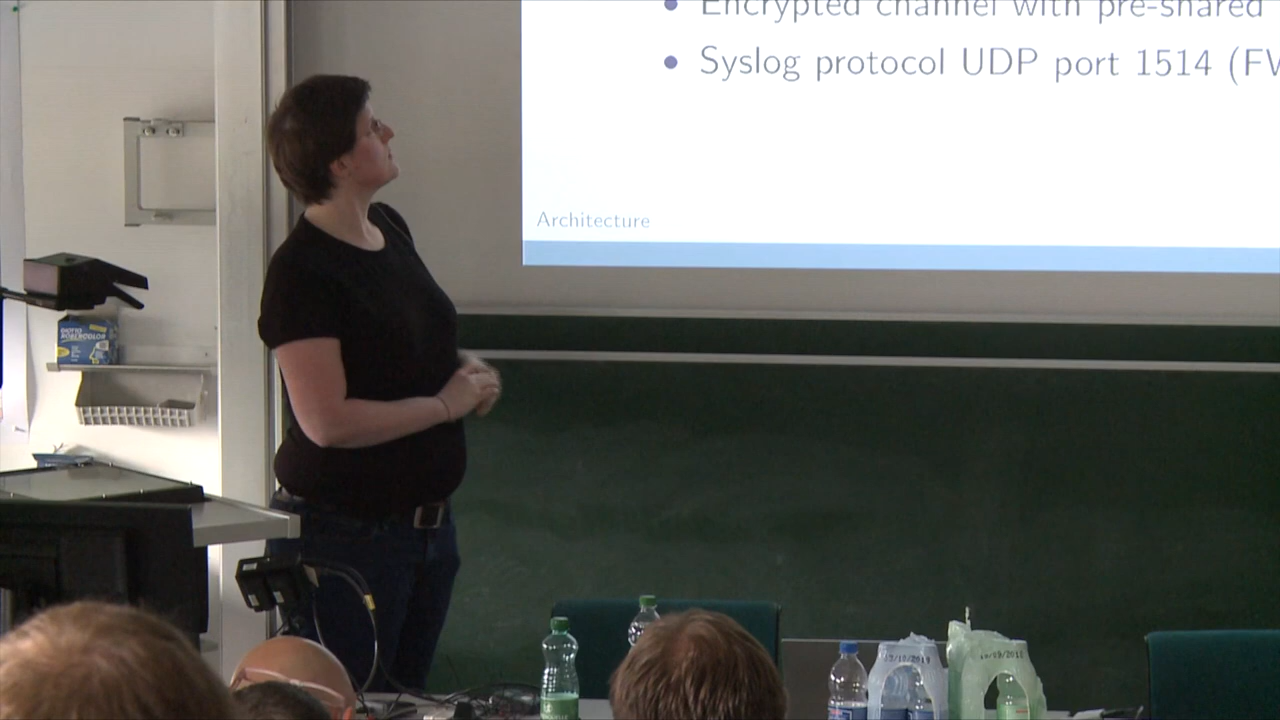 Encrypted channel with pre-shared
Syslog protocol UDP port 1514 (FW
Architecture